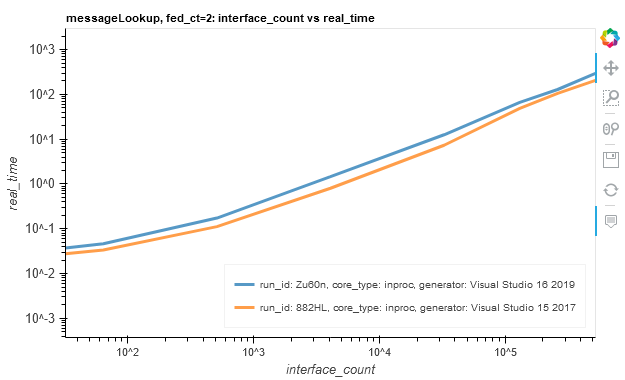 messageLookup, fed_ct=2: interface_count vs real_time
10^3
10^2
10^1
10^0
10^-1
10^-2
10^-3
real_time
run_id: Zu60n, core_type: inproc, generator: Visual Studio 16 2019
run_id: 882HL, core_type: inproc, generator: Visual Studio 15 2017
10^2 10^3 10^4 10^5
interface_count